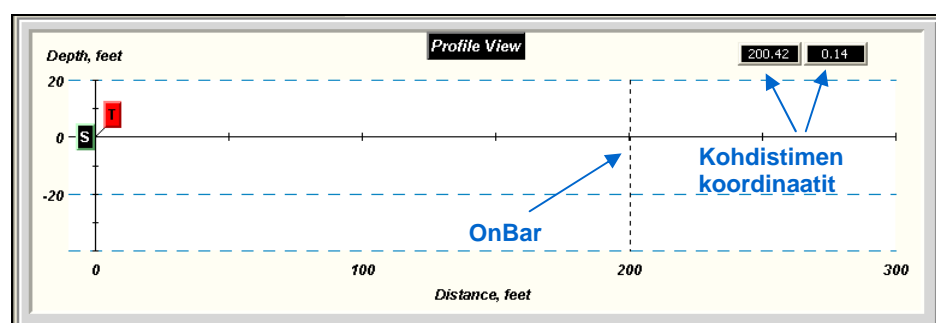 Profile View
Depth, feet
200.42 0.14
20
T
0
S
Kohdistimen
koordinaatit
-20
OnBar
0 100 200 300
Distance, feet